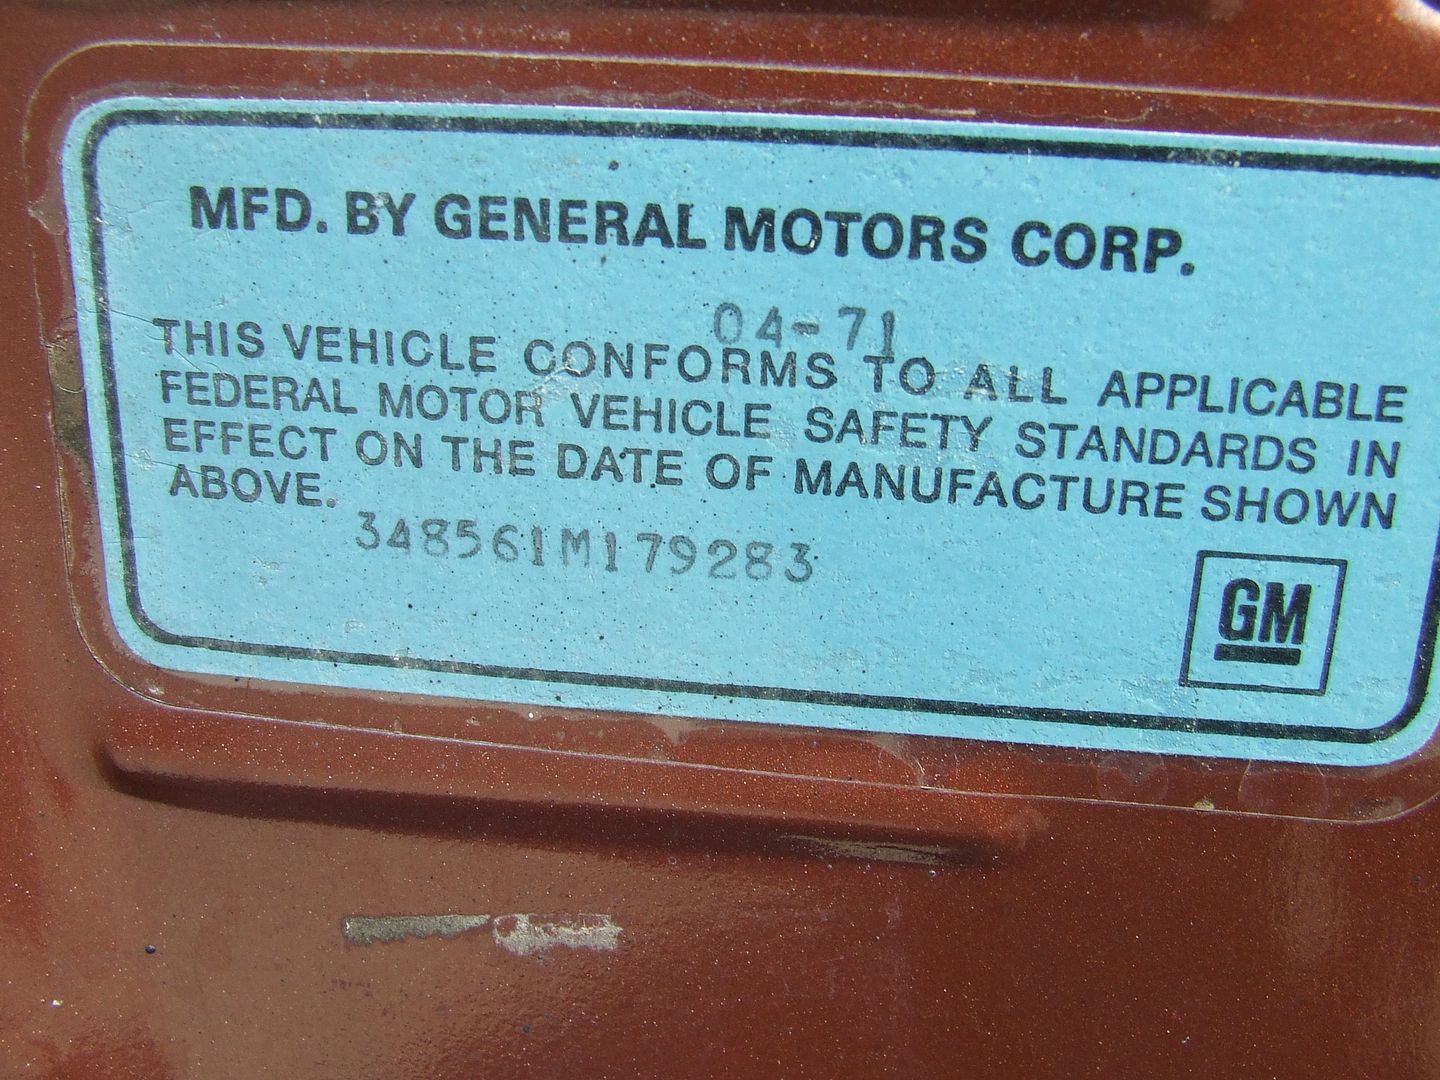 MFD. BY GENERAL MOTORS CORP.
04-71
THIS VEHICLE CONFORMS TO ALL APPLICABLE
FEDERAL MOTOR VEHICLE SAFETY STANDARDS IN
EFFECT ON THE DATE OF MANUFACTURE SHOWN
ABOVE.
348561M179283
GM